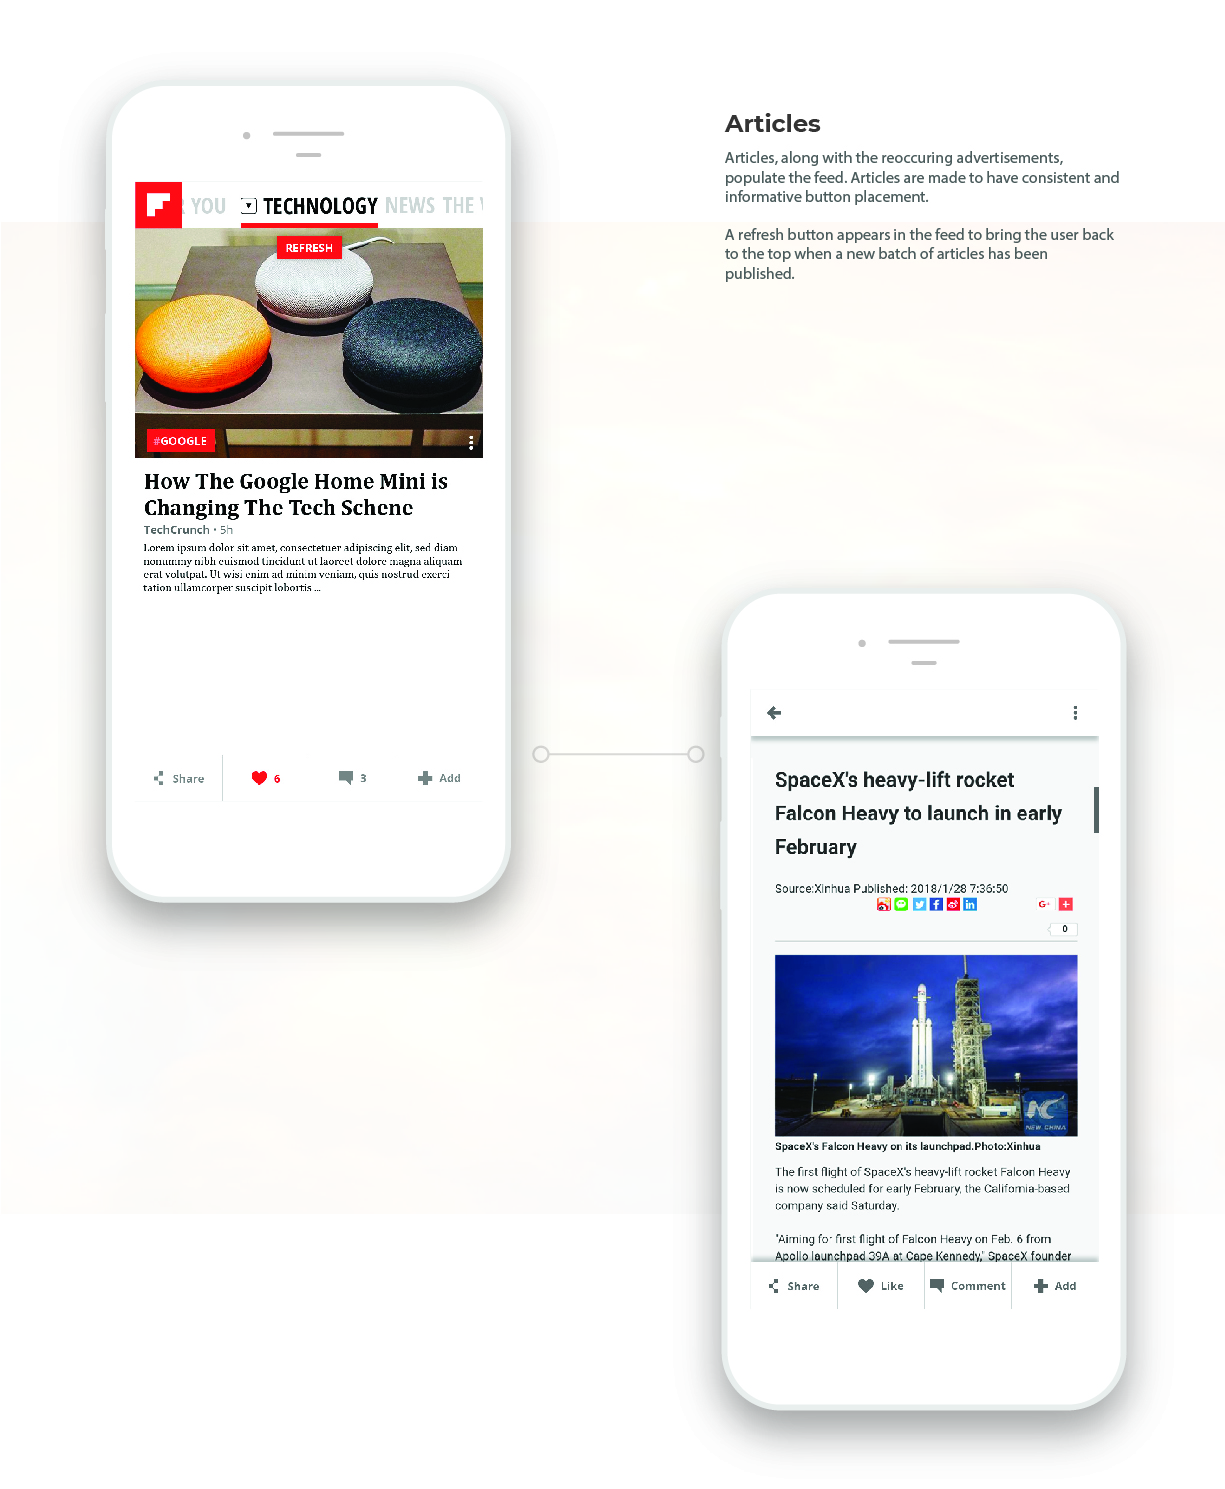 Articles
Articles, along with the reoccuring advertisements,
populate the feed. Articles are made to have consistent and
informative button placement.
A refresh button appears in the feed to bring the user back
to the top when a new batch of articles has been
published.
YOU TECHNOLOGY NEWS THE
REFRESH
#GOOGLE
How The Google Home Mini is
Changing The Tech Schene
TechCrunch • 5h
Lorem ipsum dolor sit amet, consectetuer adipiscing elit, sed diam
nonummy nibh euismod tincidunt ut laoreet dolore magna aliquam
erat volutpat. Ut wisi enim ad minim veniam, quis nostrud exerci
tation ullamcorper suscipit lobortis ...
Share 6 3 Add
SpaceX's heavy-lift rocket
Falcon Heavy to launch in early
February
Source:Xinhua Published: 2018/1/28 7:36:50
G+
0
NEW CHINA
SpaceX's Falcon Heavy on its launchpad.Photo:Xinhua
The first flight of SpaceX's heavy-lift rocket Falcon Heavy
is now scheduled for early February, the California-based
company said Saturday.
"Aiming for first flight of Falcon Heavy on Feb. 6 from
Apollo launchpad 39A at Cape Kennedy," SpaceX founder
Share Like Comment Add